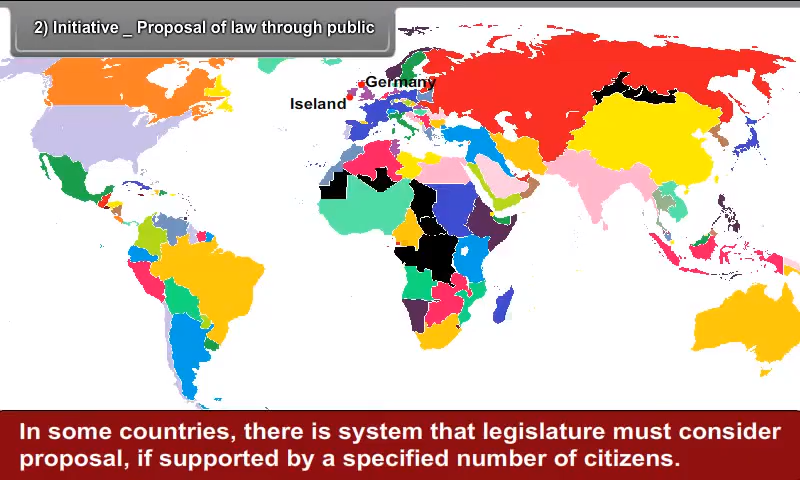 2) Initiative _ Proposal of law through public
Germany
Iseland
In some countries, there is system that legislature must consider
proposal, if supported by a specified number of citizens.